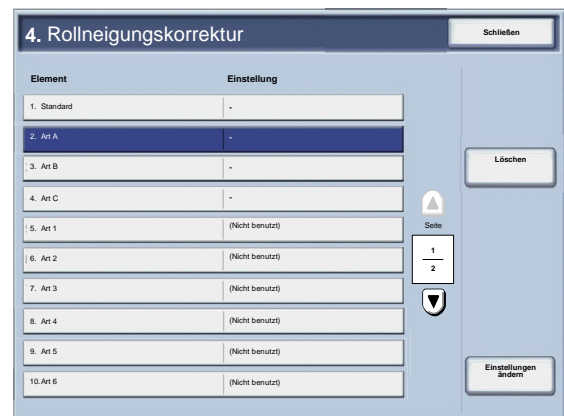 4. Rollneigungskorrektur
Schließen
Element Einstellung
1. Standard -
2. Art A -
3. Art B -
4. Art C -
5. Art 1 (Nicht benutzt)
6. Art 2 (Nicht benutzt)
7. Art 3 (Nicht benutzt)
8. Art 4 (Nicht benutzt)
9. Art 5 (Nicht benutzt)
10. Art 6 (Nicht benutzt)
Löschen
Seite
1
2
Einstellungen
ändern